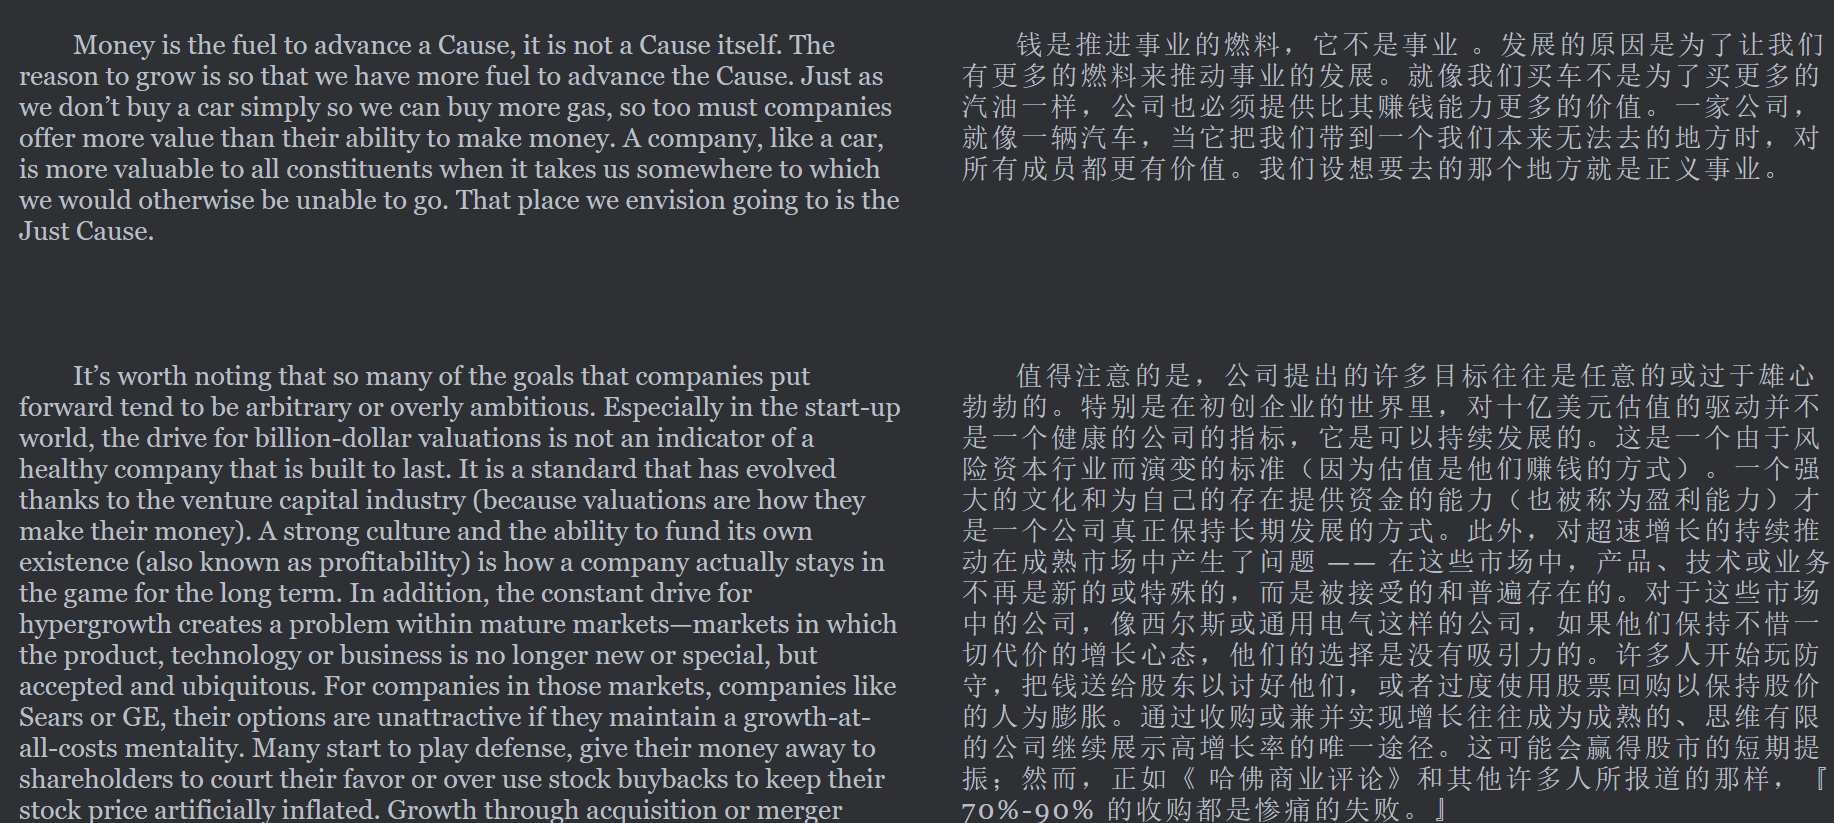 Money is the fuel to advance a Cause, it is not a Cause itself. The
reason to grow is so that we have more fuel to advance the Cause. Just as
we don’t buy a car simply so we can buy more gas, so too must companies
offer more value than their ability to make money. A company, like a car,
is more valuable to all constituents when it takes us somewhere to which
we would otherwise be unable to go. That place we envision going to is the
Just Cause.
It’s worth noting that so many of the goals that companies put
forward tend to be arbitrary or overly ambitious. Especially in the start-up
world, the drive for billion-dollar valuations is not an indicator of a
healthy company that is built to last. It is a standard that has evolved
thanks to the venture capital industry (because valuations are how they
make their money). A strong culture and the ability to fund its own
existence (also known as profitability) is how a company actually stays in
the game for the long term. In addition, the constant drive for
hypergrowth creates a problem within mature markets—markets in which
the product, technology or business is no longer new or special, but
accepted and ubiquitous. For companies in those markets, companies like
Sears or GE, their options are unattractive if they maintain a growth-at-
all-costs mentality. Many start to play defense, give their money away to
shareholders to court their favor or over use stock buybacks to keep their
stock price artificially inflated. Growth through acquisition or merger
钱是推进事业的燃料，它不是事业 。发展的原因是为了让我们
有更多的燃料来推动事业的发展。就像我们买车不是为了买更多的
汽油一样，公司也必须提供比其赚钱能力更多的价值。一家公司，
就像一辆汽车，当它把我们带到一个我们本来无法去的地方时，对
所有成员都更有价值。我们设想要去的那个地方就是正义事业。
值得注意的是，公司提出的许多目标往往是任意的或过于雄心
勃勃的。特别是在初创企业的世界里，对十亿美元估值的驱动并不
是一个健康的公司的指标，它是可以持续发展的。这是一个由于风
险资本行业而演变的标准（因为估值是他们赚钱的方式）。一个强
大的文化和为自己的存在提供资金的能力（也被称为盈利能力）才
是一个公司真正保持长期发展的方式。此外，对超速增长的持续推
动在成熟市场中产生了问题 —— 在这些市场中，产品、技术或业务
不再是新的或特殊的，而是被接受的和普遍存在的。对于这些市场
中的公司，像西尔斯或通用电气这样的公司，如果他们保持不惜一
切代价的增长心态，他们的选择是没有吸引力的。许多人开始玩防
守，把钱送给股东以讨好他们，或者过度使用股票回购以保持股价
的人为膨胀。通过收购或兼并实现增长往往成为成熟的、思维有限
的公司继续展示高增长率的唯一途径。这可能会赢得股市的短期提
振；然而，正如《 哈佛商业评论》和其他许多人所报道的那样，『
70%-90% 的收购都是惨痛的失败。』